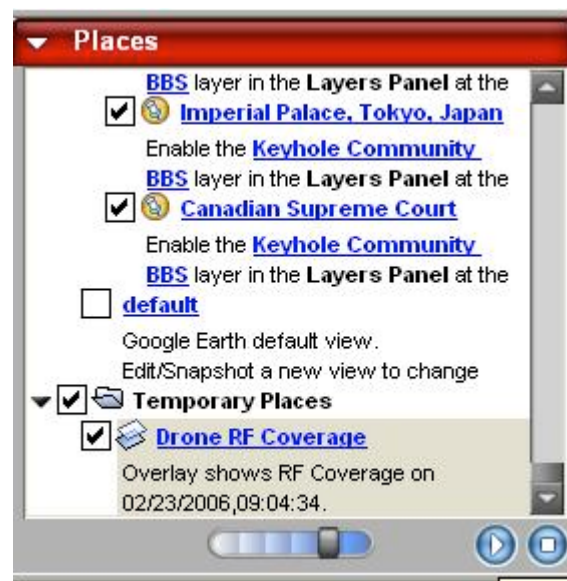 Places
BBS layer in the Layers Panel at the
Imperial Palace, Tokyo, Japan
Enable the Keyhole Community
BBS layer in the Layers Panel at the
Canadian Supreme Court
Enable the Keyhole Community
BBS layer in the Layers Panel at the
default
Google Earth default view.
Edit/Snapshot a new view to change
Temporary Places
Drone RF Coverage
Overlay shows RF Coverage on
02/23/2006,09:04:34.